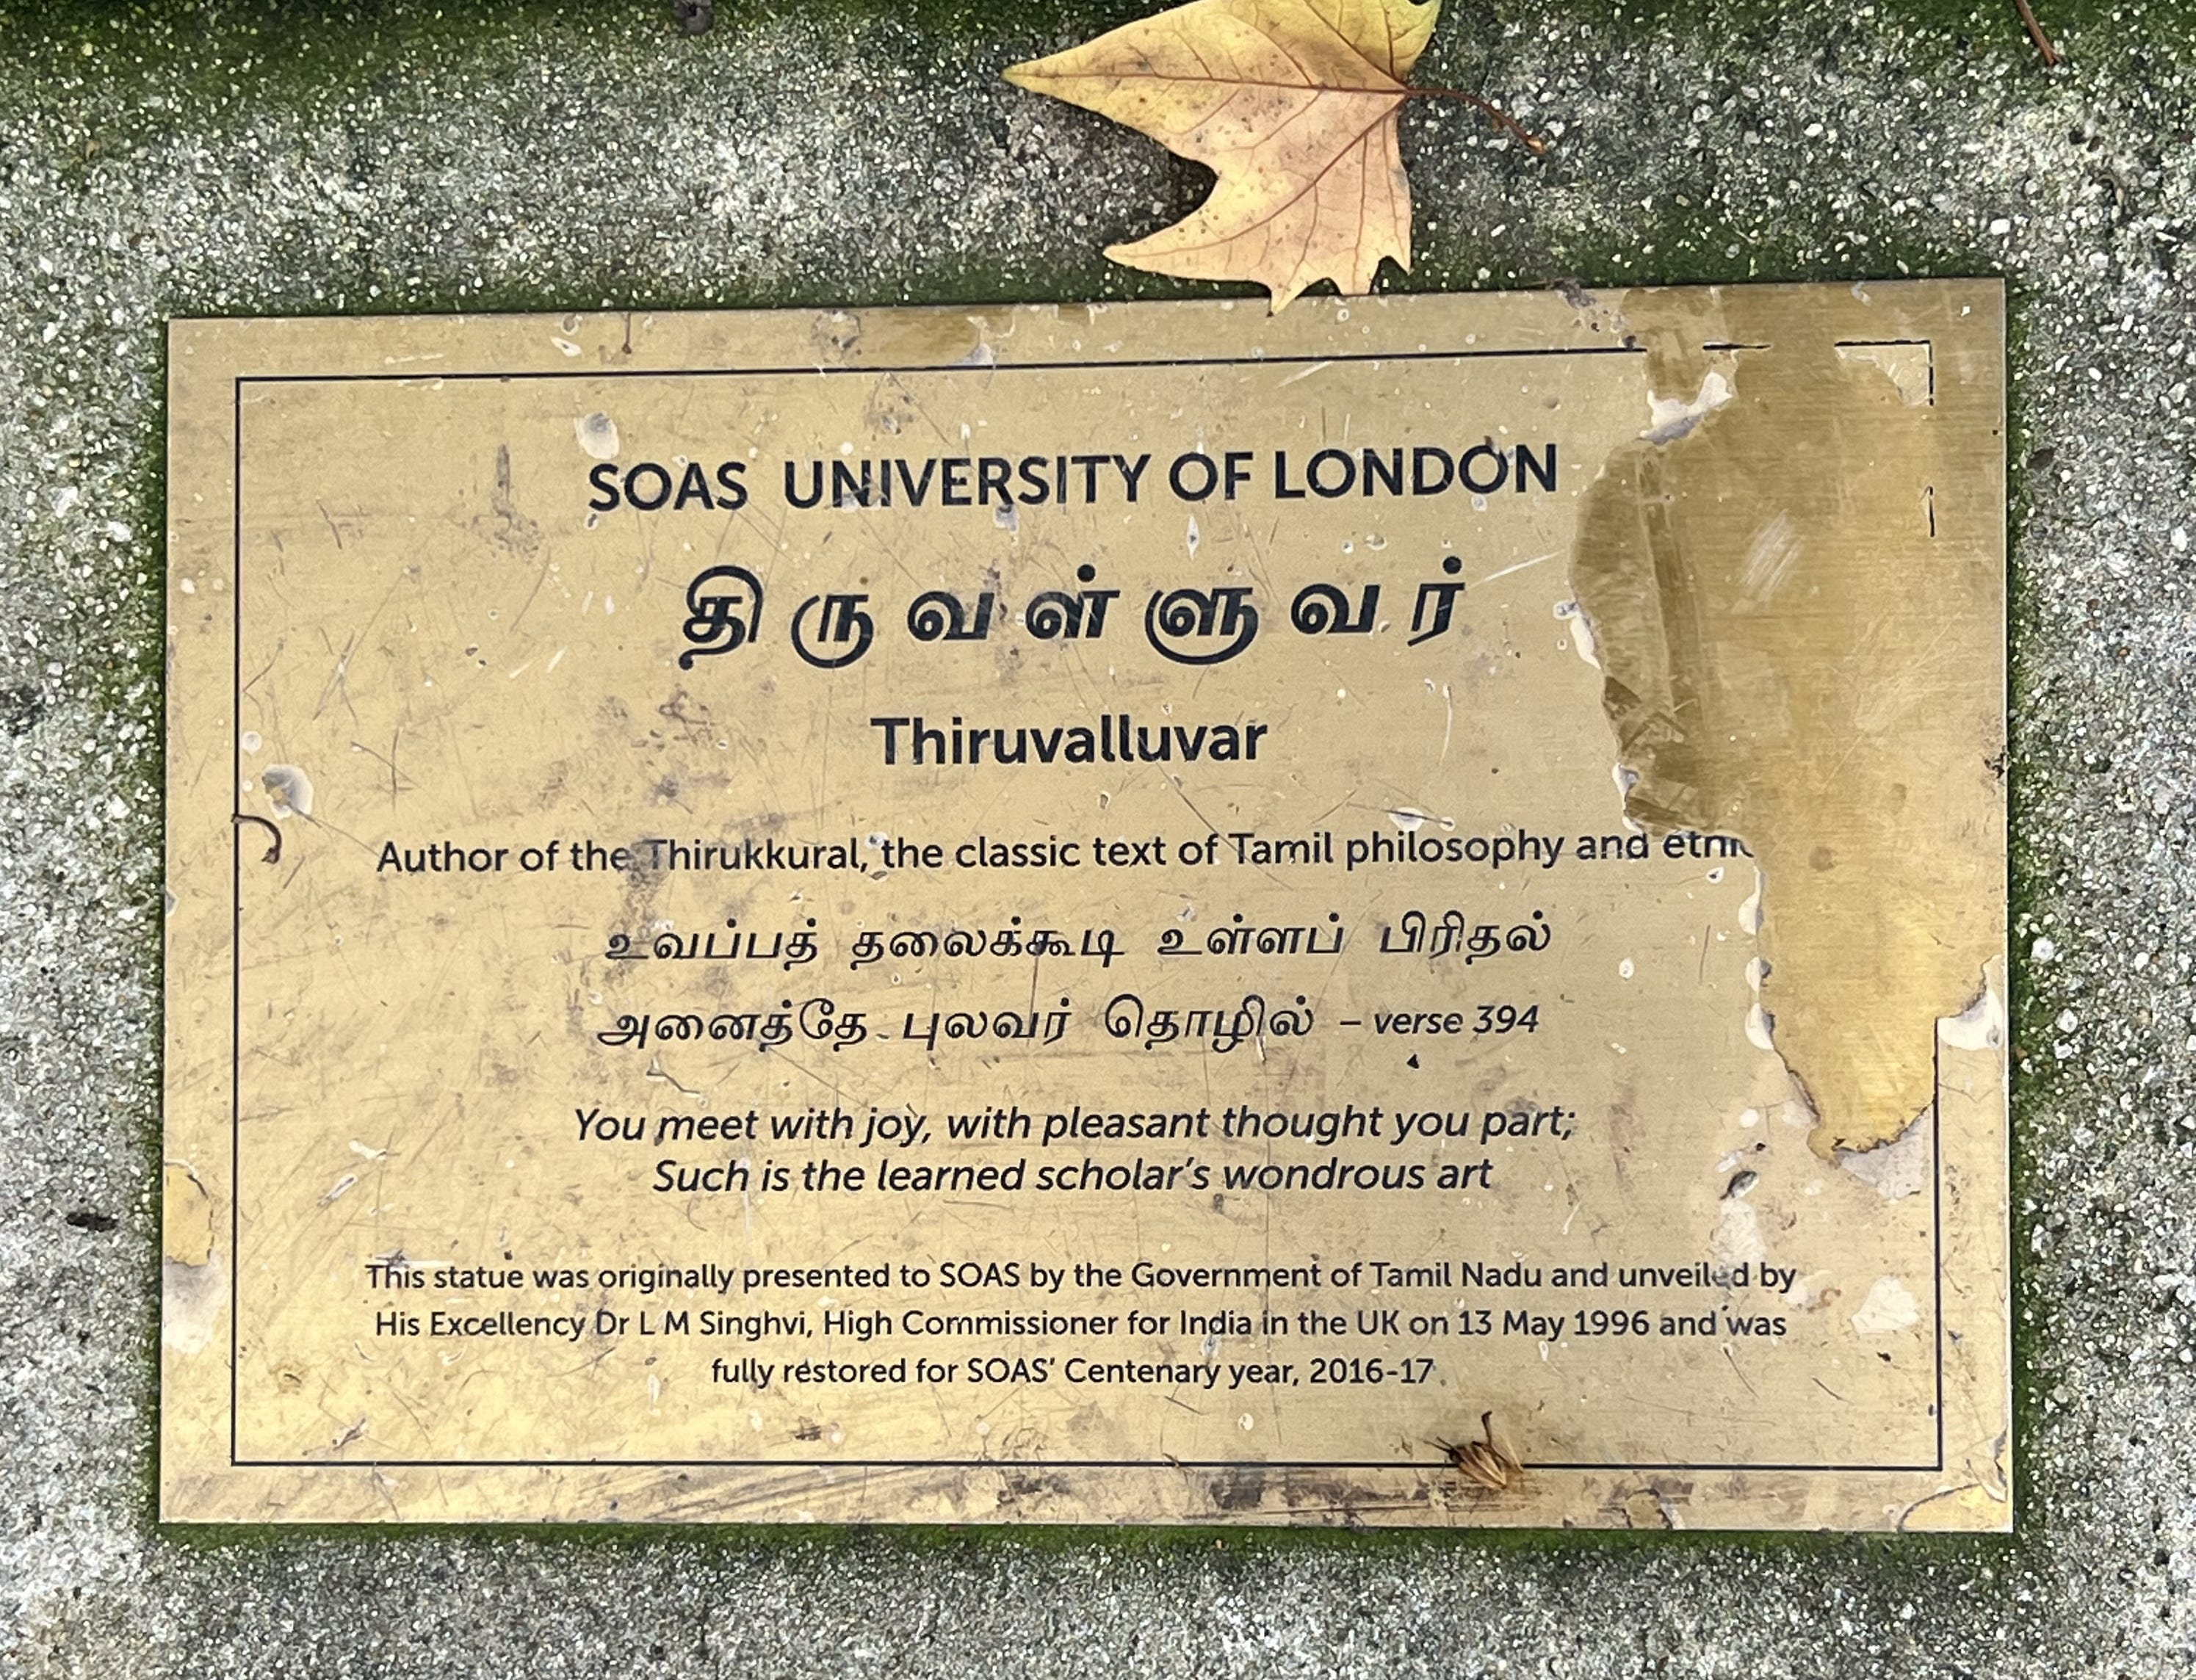 SOAS UNIVERSITY OF LONDON
திருவள்ளுவர்
Thiruvalluvar
Author of the Thirukkural, the classic text of Tamil philosophy and
உவப்பத் தலைக்கூடி உள்ளப் பிரிதல்
அனைத்தே புலவர் தொழில் – verse 394
You meet with joy, with pleasant thought you part;
Such is the learned scholar's wondrous art
This statue was originally presented to SOAS by the Government of Tamil Nadu and unveiled by
His Excellency Dr L M Singhvi, High Commissioner for India in the UK on 13 May 1996 and was
fully restored for SOAS' Centenary year, 2016-17.